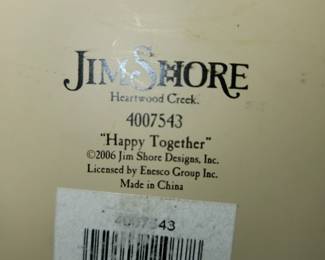 JIM SHORE
Heartwood Creek.
4007543
"Happy Together"
©2006 Jim Shore Designs, Inc.
Licensed by Enesco Group Inc.
Made in China
4007543